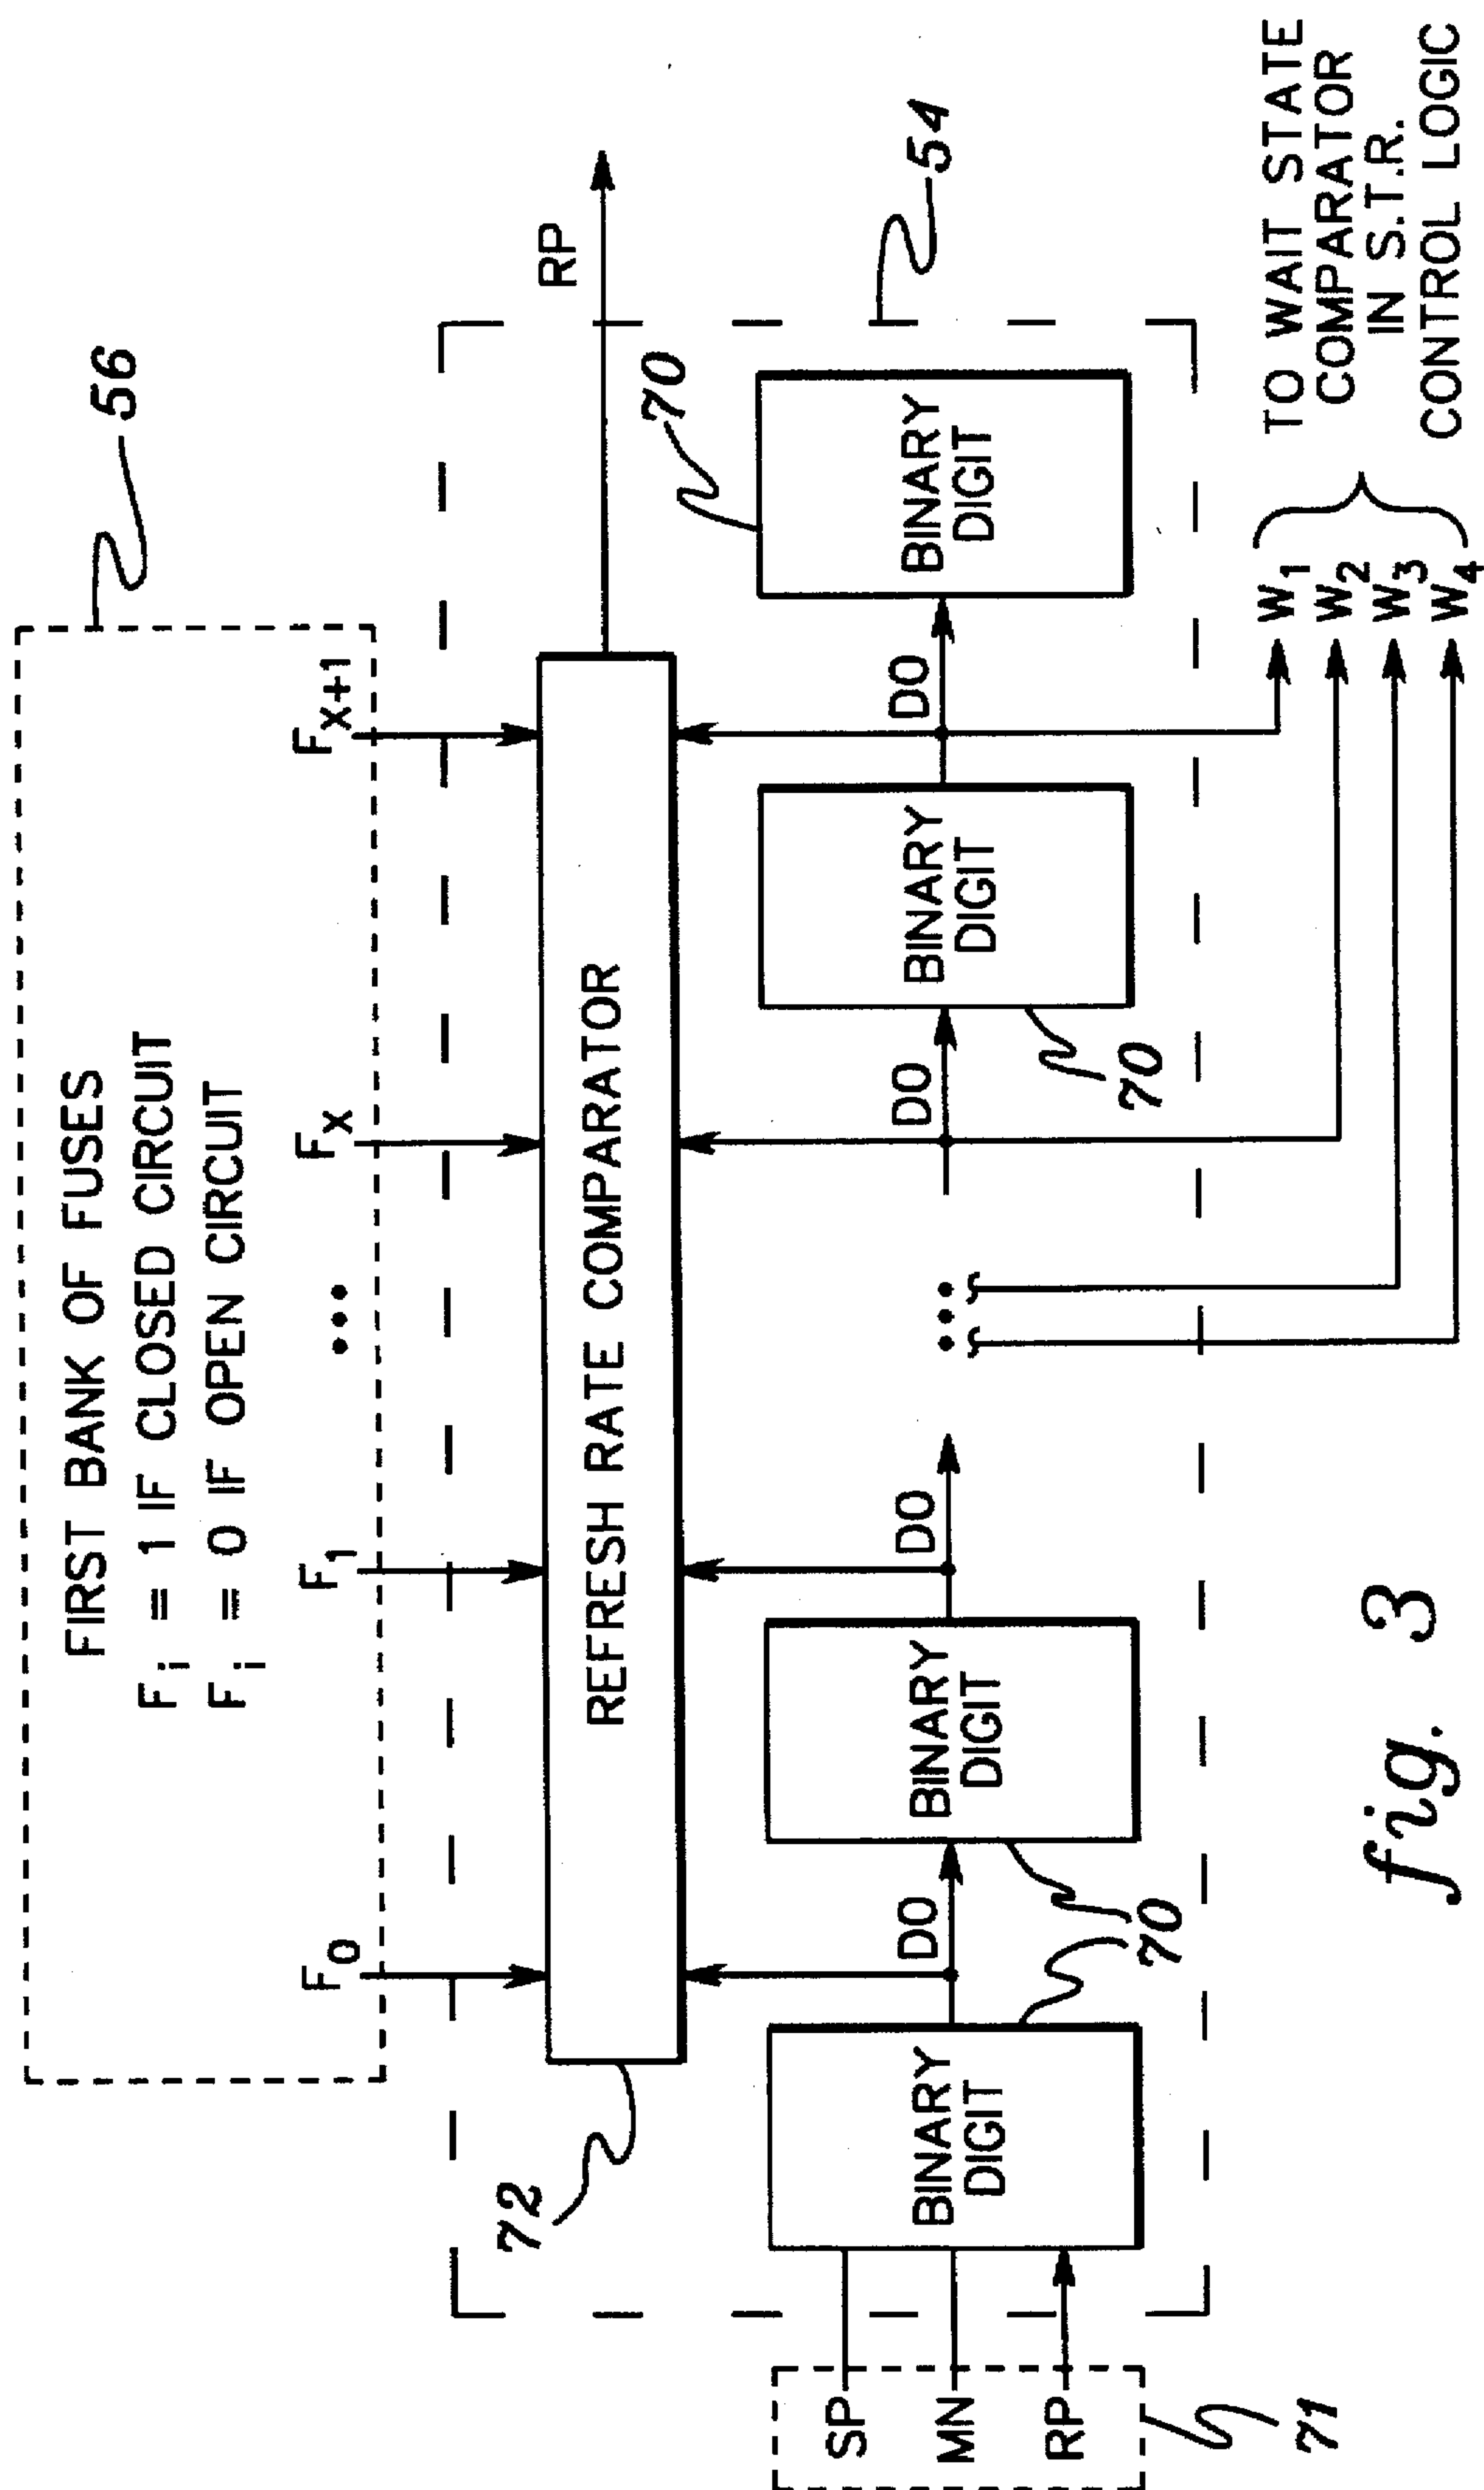 56
FIRST BANK OF FUSES
Fi = 1 IF CLOSED CIRCUIT
Fi = 0 IF OPEN CIRCUIT
F0
F1
•••
FX
FX+1
RP
72
REFRESH RATE COMPARATOR
54
70
DO
DO
DO
DO
71
SP
MN
RP
BINARY
DIGIT
BINARY
DIGIT
•••
BINARY
DIGIT
BINARY
DIGIT
70
70
W1
W2
W3
W4
TO WAIT STATE
COMPARATOR
IN S.T.R.
CONTROL LOGIC
fig. 3